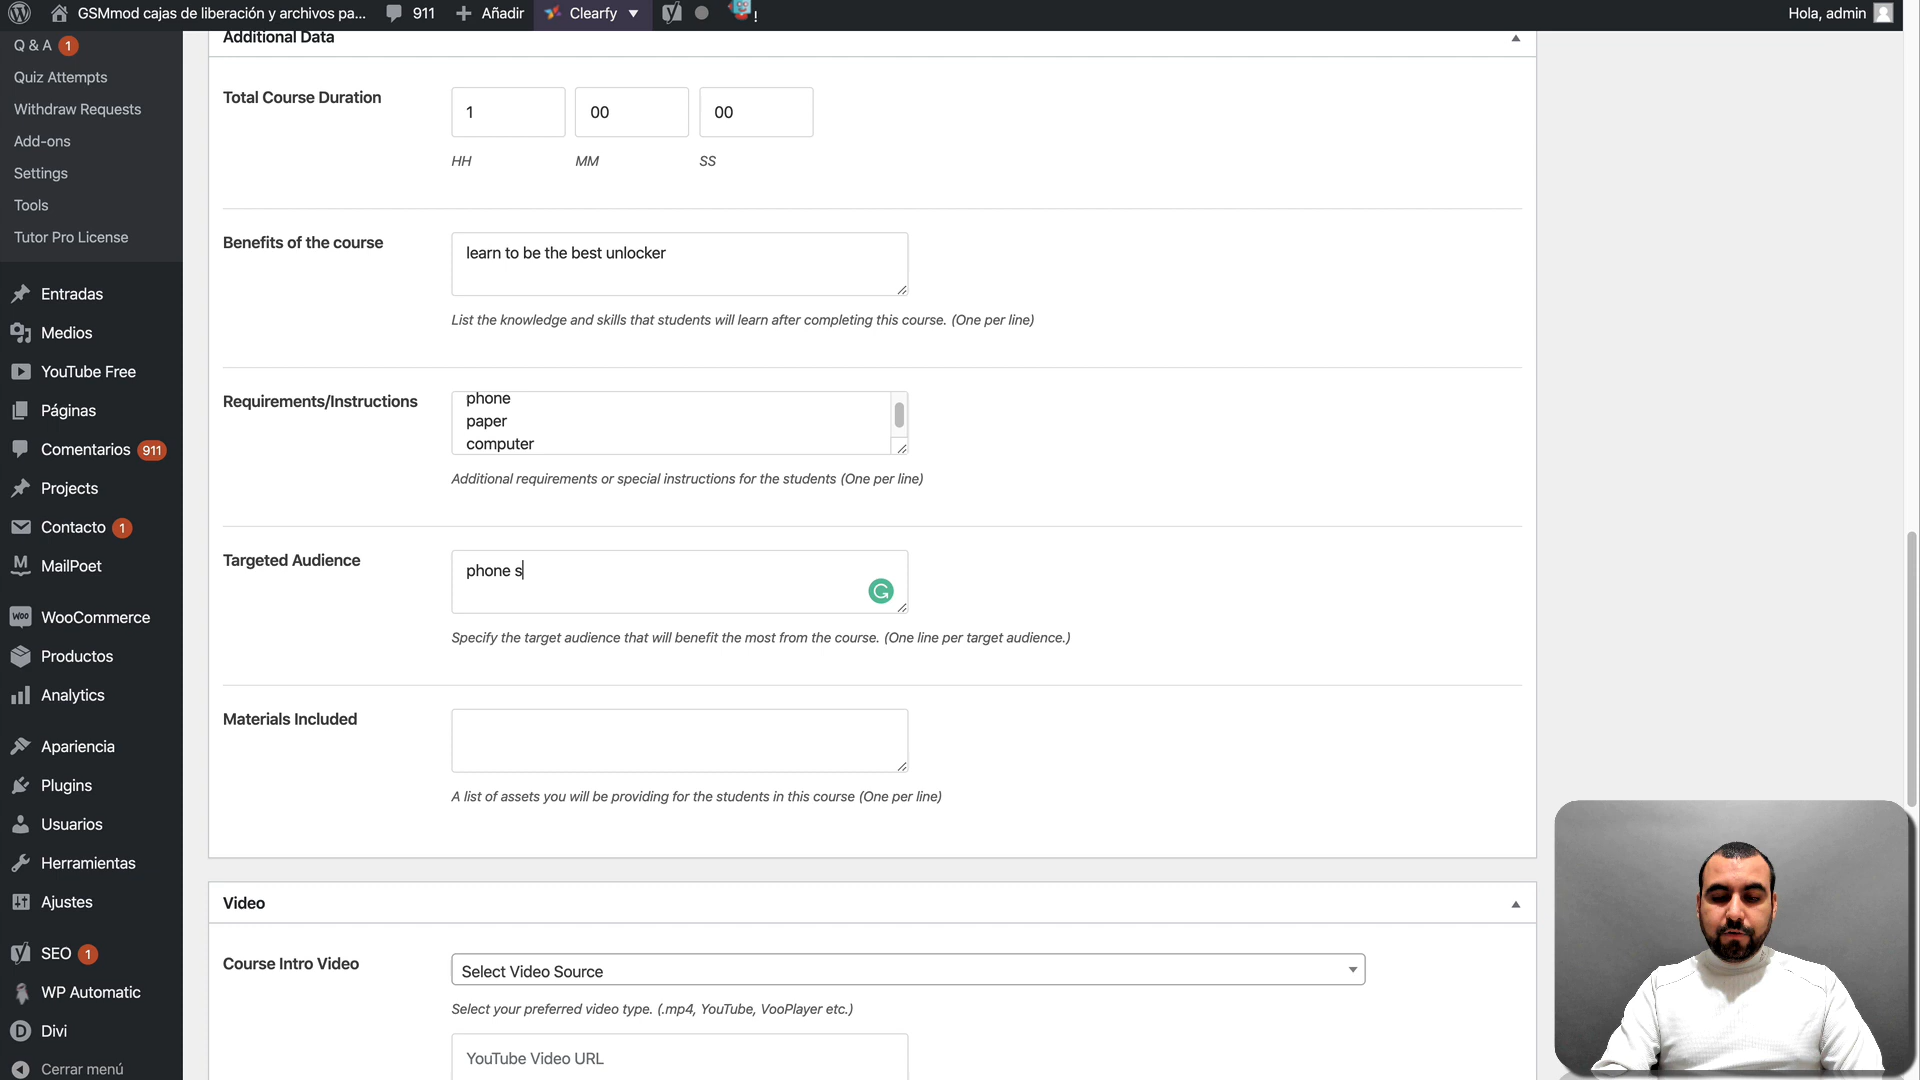 GSMmod cajas de liberación y archivos pa... 911 Añadir Clearfy ▼ ! Hola, admin
Q & A 1
Quiz Attempts
Withdraw Requests
Add-ons
Settings
Tools
Tutor Pro License
Entradas
Medios
YouTube Free
Páginas
Comentarios 911
Projects
Contacto 1
MailPoet
WooCommerce
Productos
Analytics
Apariencia
Plugins
Usuarios
Herramientas
Ajustes
SEO 1
WP Automatic
Divi
Cerrar menú
Additional Data
Total Course Duration
1 00 00
HH MM SS
Benefits of the course
learn to be the best unlocker
List the knowledge and skills that students will learn after completing this course. (One per line)
Requirements/Instructions
phone
paper
computer
Additional requirements or special instructions for the students (One per line)
Targeted Audience
phone s
Specify the target audience that will benefit the most from the course. (One line per target audience.)
Materials Included
A list of assets you will be providing for the students in this course (One per line)
Video
Course Intro Video
Select Video Source
Select your preferred video type. (.mp4, YouTube, VooPlayer etc.)
YouTube Video URL